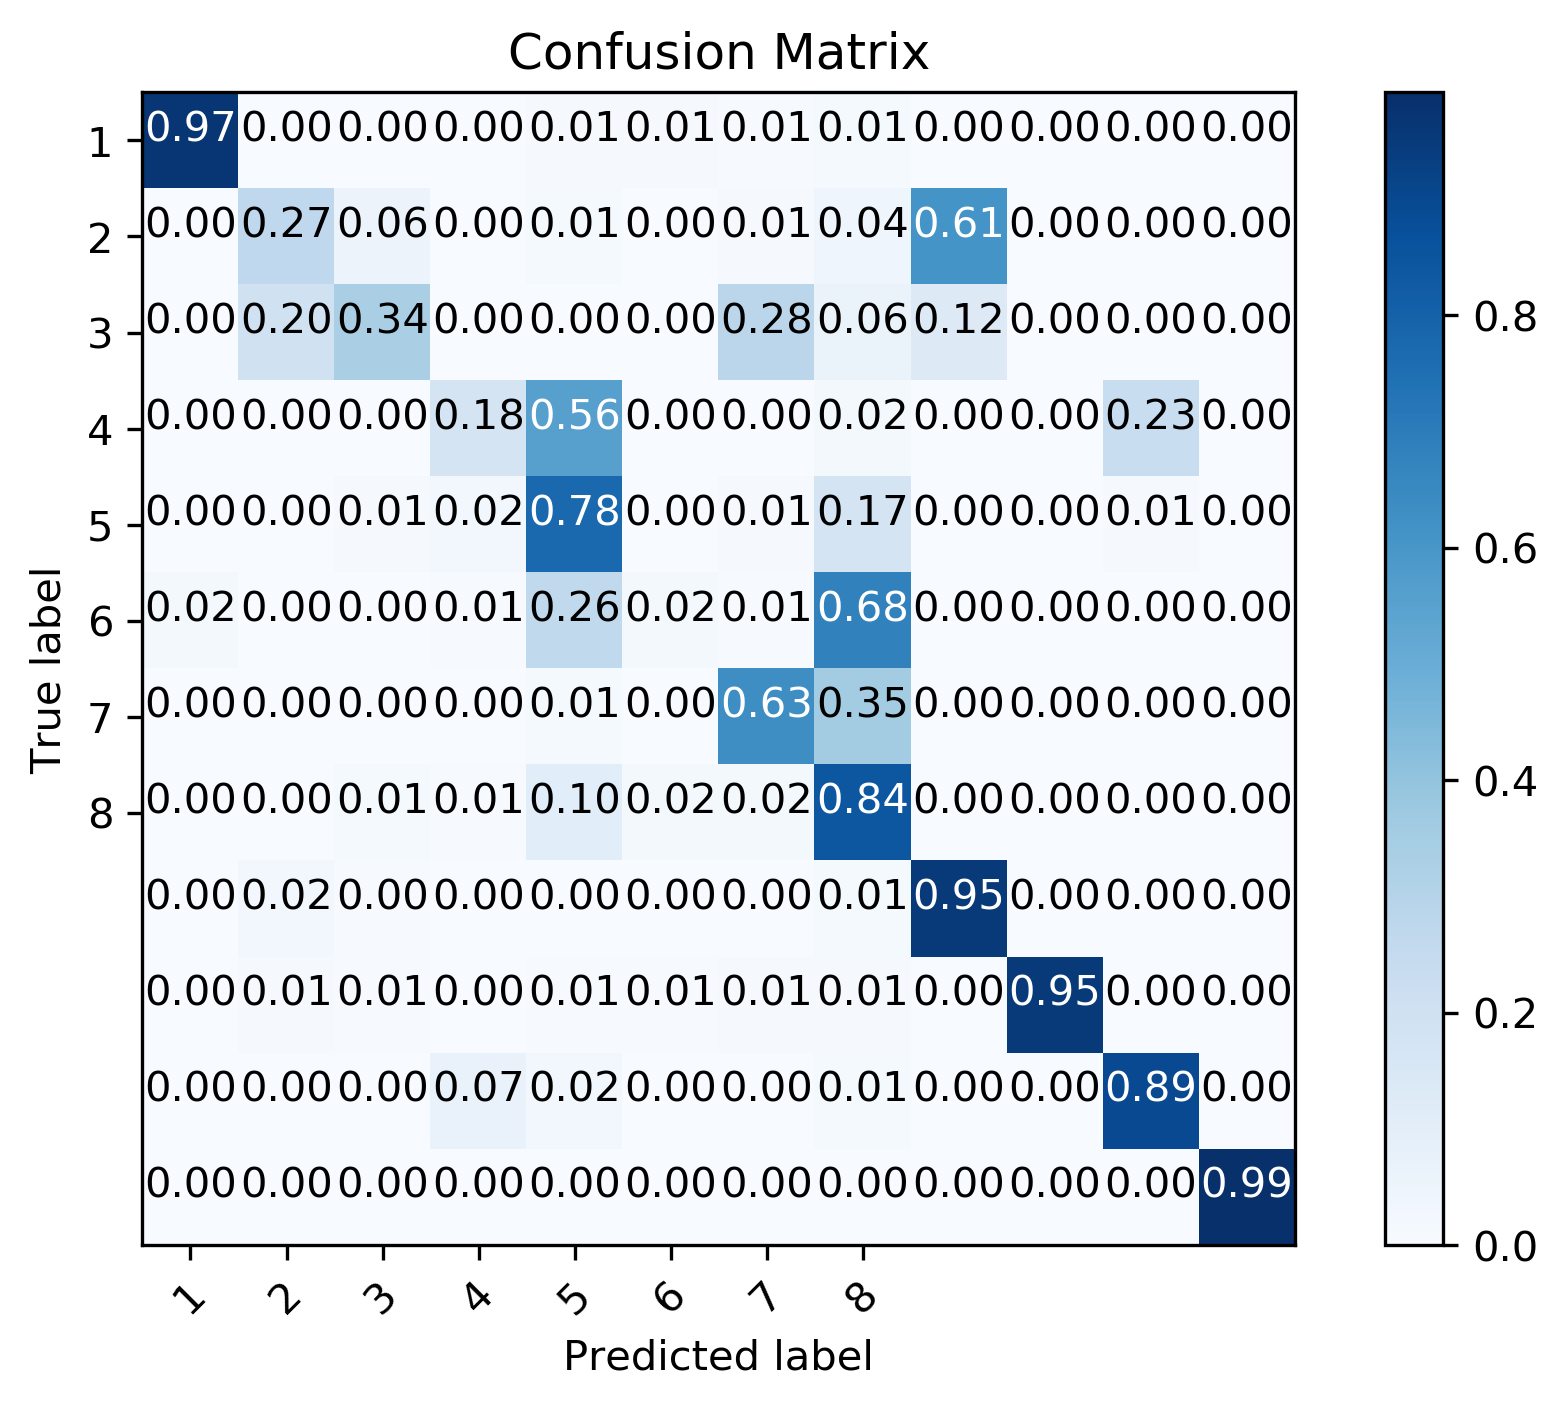 Confusion Matrix
1 0.97 0.00 0.00 0.00 0.01 0.01 0.01 0.01 0.00 0.00 0.00 0.00
2 0.00 0.27 0.06 0.00 0.01 0.00 0.01 0.04 0.61 0.00 0.00 0.00
3 0.00 0.20 0.34 0.00 0.00 0.00 0.28 0.06 0.12 0.00 0.00 0.00
4 0.00 0.00 0.00 0.18 0.56 0.00 0.00 0.02 0.00 0.00 0.23 0.00
5 0.00 0.00 0.01 0.02 0.78 0.00 0.01 0.17 0.00 0.00 0.01 0.00
6 0.02 0.00 0.00 0.01 0.26 0.02 0.01 0.68 0.00 0.00 0.00 0.00
7 0.00 0.00 0.00 0.00 0.01 0.00 0.63 0.35 0.00 0.00 0.00 0.00
8 0.00 0.00 0.01 0.01 0.10 0.02 0.02 0.84 0.00 0.00 0.00 0.00
0.00 0.02 0.00 0.00 0.00 0.00 0.00 0.01 0.95 0.00 0.00 0.00
0.00 0.01 0.01 0.00 0.01 0.01 0.01 0.01 0.00 0.95 0.00 0.00
0.00 0.00 0.00 0.07 0.02 0.00 0.00 0.01 0.00 0.00 0.89 0.00
0.00 0.00 0.00 0.00 0.00 0.00 0.00 0.00 0.00 0.00 0.00 0.99
1 2 3 4 5 6 7 8
Predicted label
True label
0.8
0.6
0.4
0.2
0.0